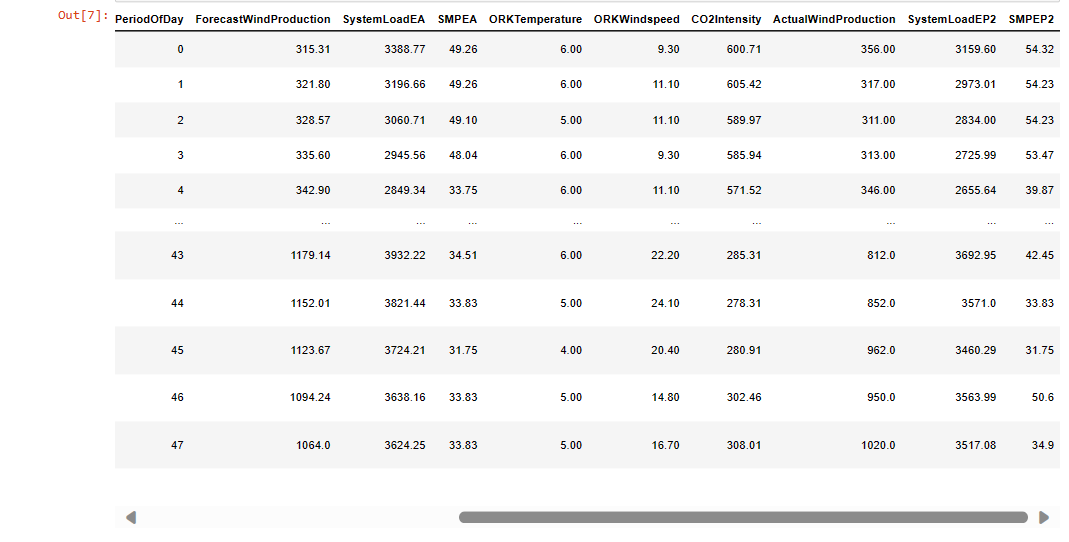 Out[7]: PeriodOfDay ForecastWindProduction SystemLoadEA SMPEA ORKTemperature ORKWindspeed CO2Intensity ActualWindProduction SystemLoadEP2 SMPEP2
0 315.31 3388.77 49.26 6.00 9.30 600.71 356.00 3159.60 54.32
1 321.80 3196.66 49.26 6.00 11.10 605.42 317.00 2973.01 54.23
2 328.57 3060.71 49.10 5.00 11.10 589.97 311.00 2834.00 54.23
3 335.60 2945.56 48.04 6.00 9.30 585.94 313.00 2725.99 53.47
4 342.90 2849.34 33.75 6.00 11.10 571.52 346.00 2655.64 39.87
... ... ... ... ... ... ... ... ... ...
43 1179.14 3932.22 34.51 6.00 22.20 285.31 812.0 3692.95 42.45
44 1152.01 3821.44 33.83 5.00 24.10 278.31 852.0 3571.0 33.83
45 1123.67 3724.21 31.75 4.00 20.40 280.91 962.0 3460.29 31.75
46 1094.24 3638.16 33.83 5.00 14.80 302.46 950.0 3563.99 50.6
47 1064.0 3624.25 33.83 5.00 16.70 308.01 1020.0 3517.08 34.9